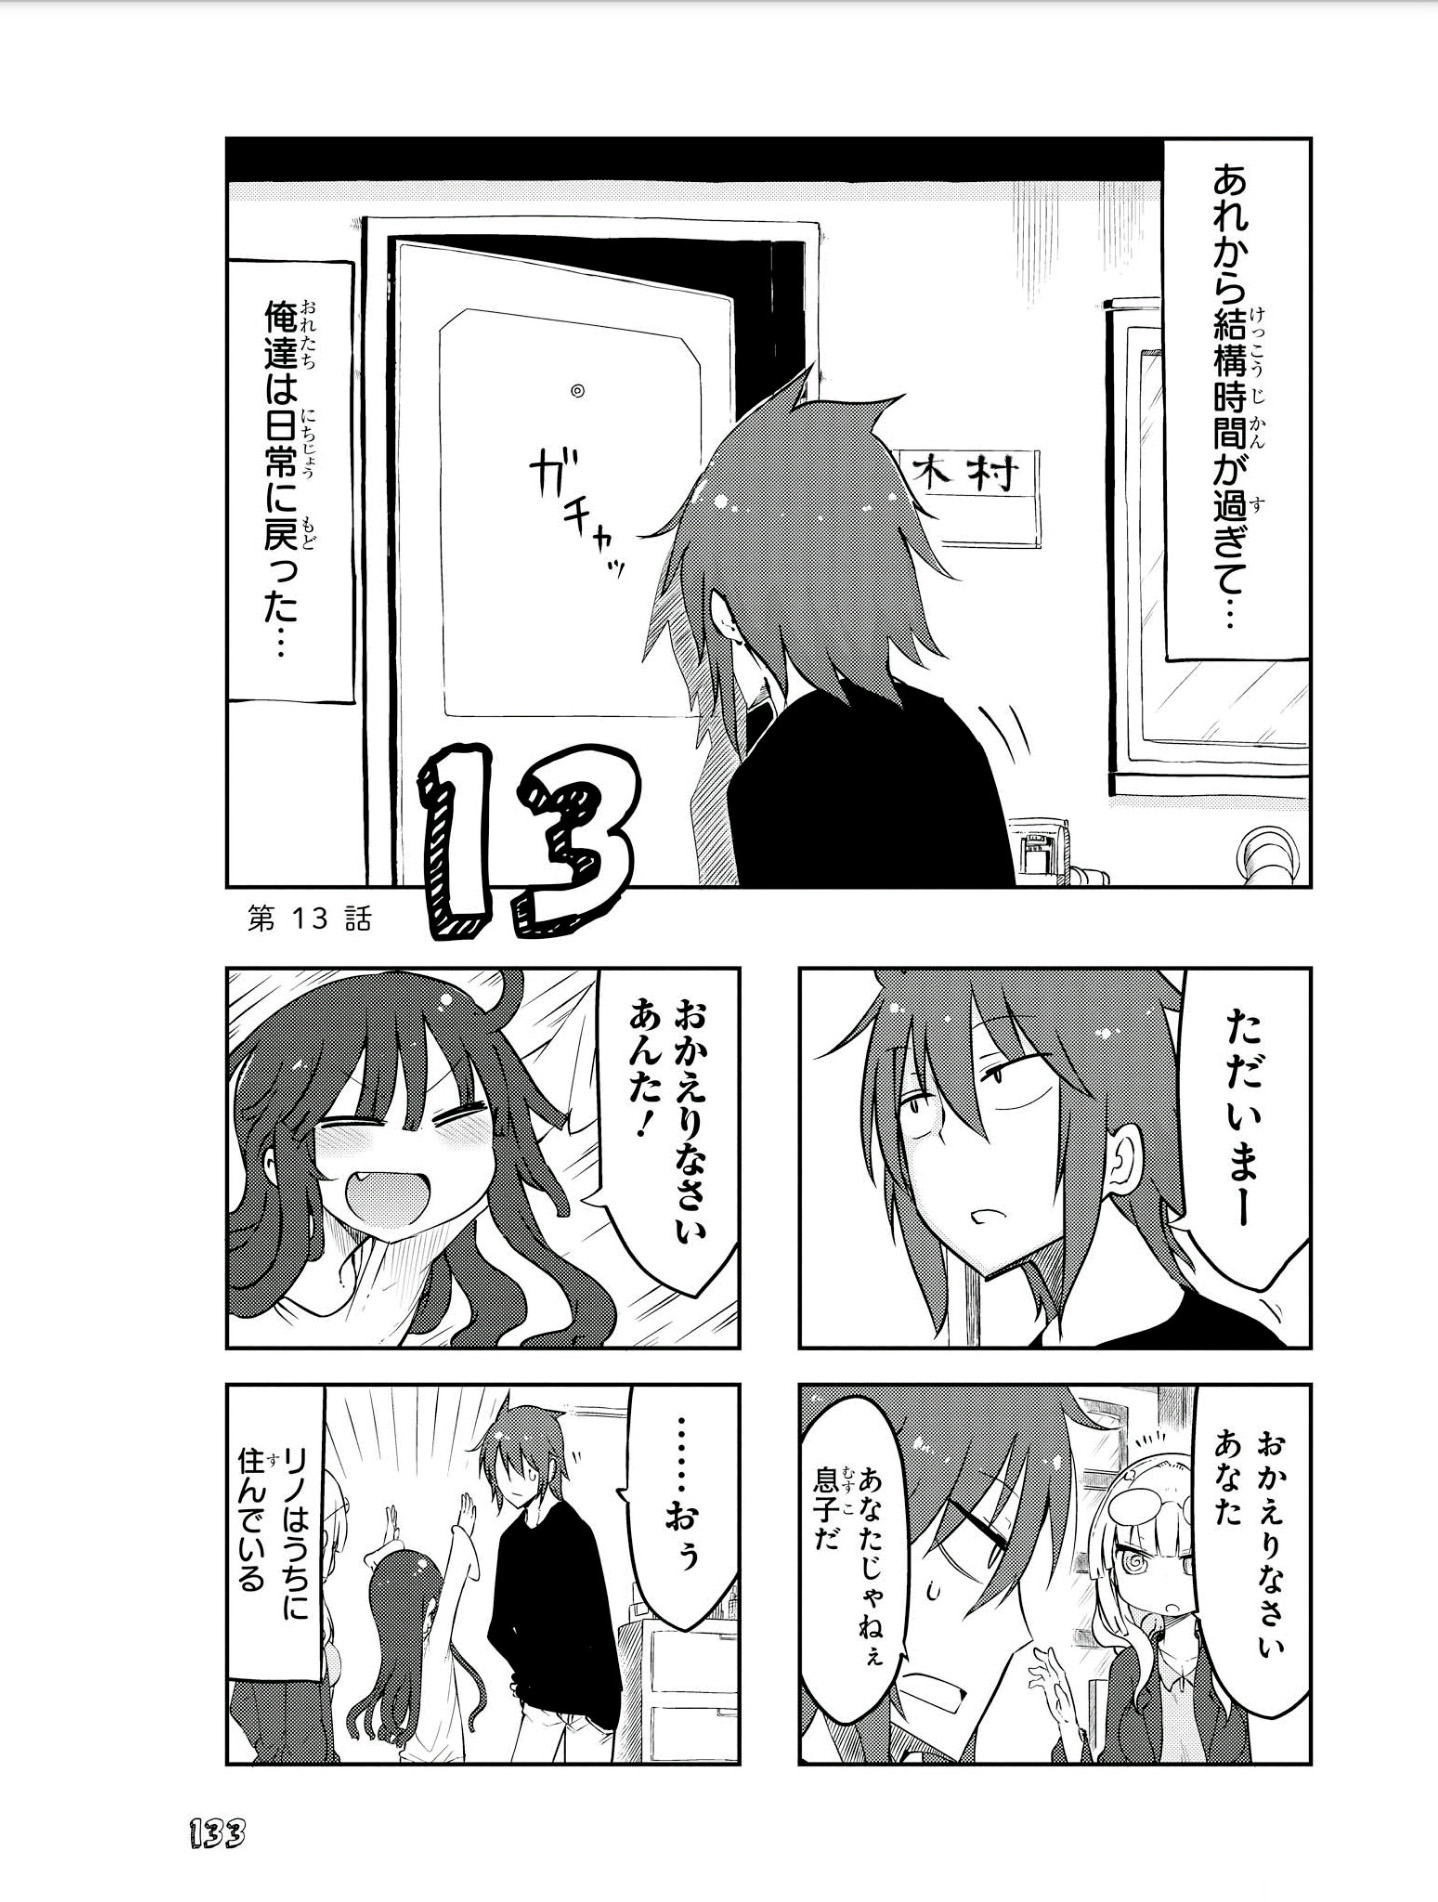 あれから結構時間が過ぎて…
俺達は日常に戻った…
ガチャッ
木村
13
第 13 話
ただいまー
おかえりなさい
あんた！
おかえりなさい
あなた
あなたじゃねぇ
息子だ
……おぅ
リノはうちに
住んでいる
133